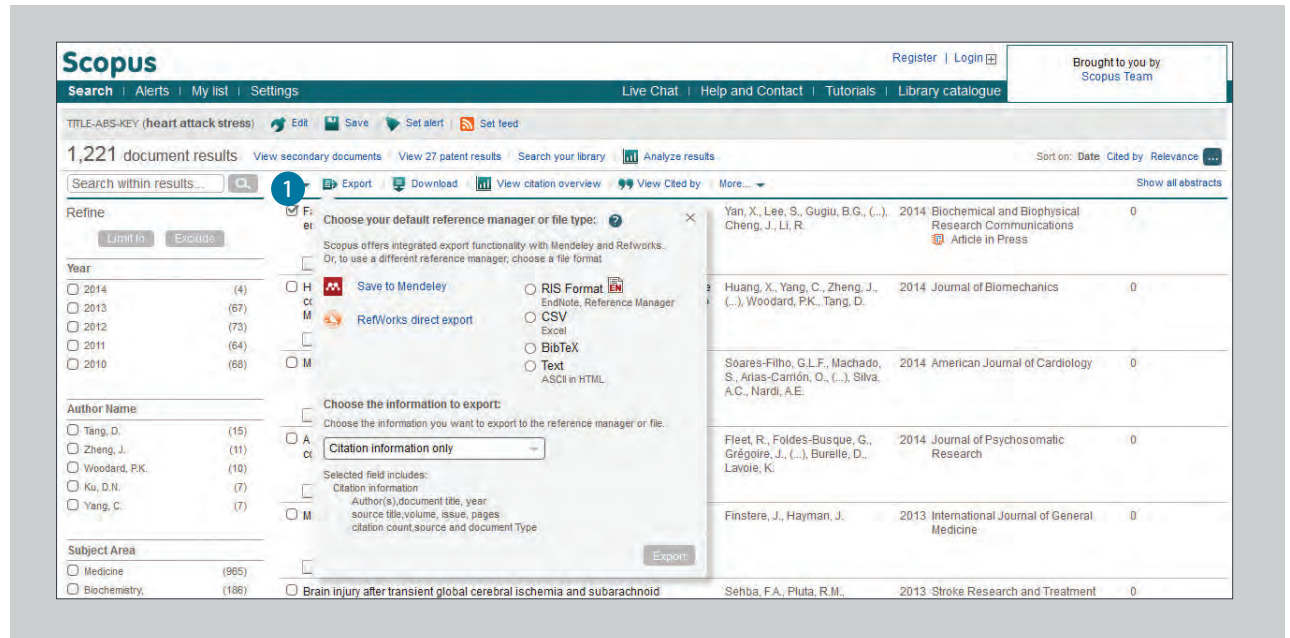 Scopus
Register | Login
Brought to you by
Scopus Team
Search | Alerts | My list | Settings
Live Chat | Help and Contact | Tutorials | Library catalogue
TITLE-ABS-KEY (heart attack stress) Edit Save Set alert Set feed
1,221 document results View secondary documents View 27 patent results Search your library Analyze results
Sort on: Date Cited by Relevance ...
Search within results...
1 Export Download View citation overview View Cited by More...
Show all abstracts
Refine
Limit to Exclude
Year
2014 (4)
2013 (67)
2012 (73)
2011 (64)
2010 (68)
Author Name
Tang, D. (15)
Zheng, J. (11)
Woodard, P.K. (10)
Ku, D.N. (7)
Yang, C. (7)
Subject Area
Medicine (965)
Biochemistry, (186)
Choose your default reference manager or file type: ?
Scopus offers integrated export functionality with Mendeley and Refworks.
Or, to use a different reference manager, choose a file format
Save to Mendeley
RefWorks direct export
RIS Format EN
EndNote, Reference Manager
CSV
Excel
BibTeX
Text
ASCII in HTML
Choose the information to export:
Choose the information you want to export to the reference manager or file.
Citation information only
Selected field includes:
Citation information
Author(s),document title, year
source title,volume, issue, pages
citation count,source and document Type
Export
Yan, X., Lee, S., Gugiu, B.G., (...),
Cheng, J., Li, R.
2014 Biochemical and Biophysical
Research Communications
Article in Press
0
Huang, X., Yang, C., Zheng, J.,
(...), Woodard, P.K., Tang, D.
2014 Journal of Biomechanics
0
Soares-Filho, G.L.F., Machado,
S., Arias-Carrión, O., (...), Silva,
A.C., Nardi, A.E.
2014 American Journal of Cardiology
0
Fleet, R., Foldes-Busque, G.,
Grégoire, J., (...), Burelle, D.,
Lavoie, K.
2014 Journal of Psychosomatic
Research
0
Finstere, J., Hayman, J.
2013 International Journal of General
Medicine
0
Brain injury after transient global cerebral ischemia and subarachnoid
Sehba, F.A., Pluta, R.M.,
2013 Stroke Research and Treatment
0